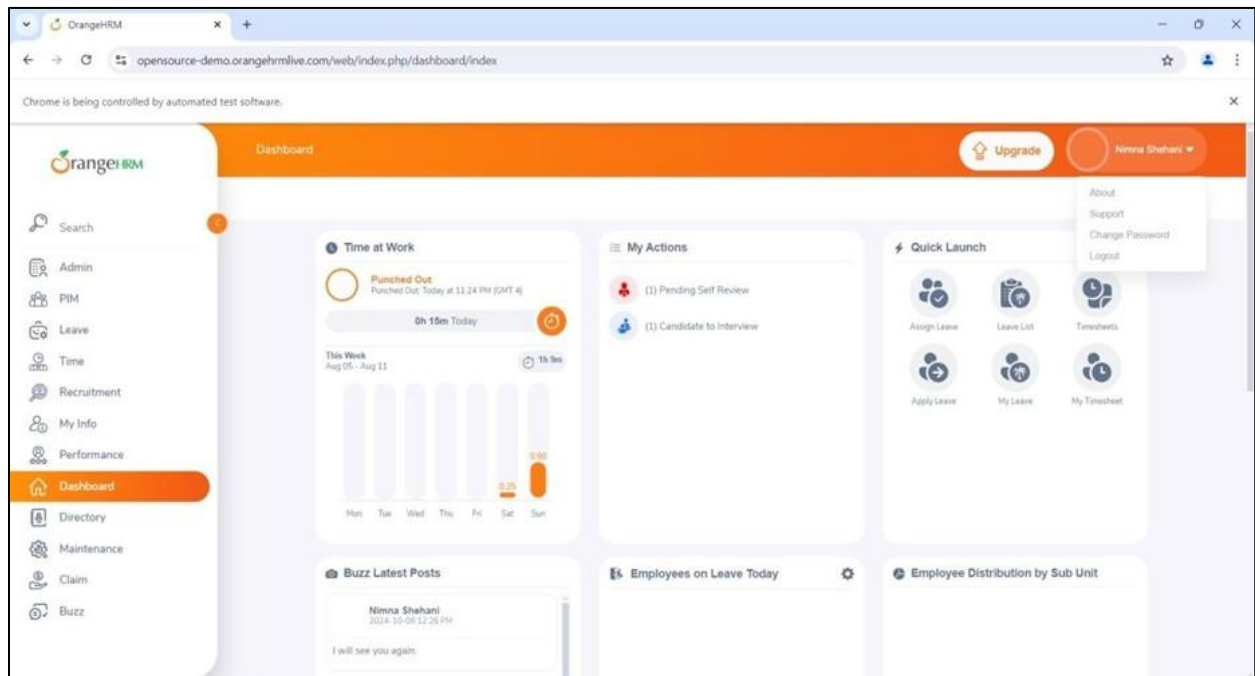 OrangeHRM
opensource-demo.orangehrmlive.com/web/index.php/dashboard/index
Chrome is being controlled by automated test software.
OrangeHRM
Dashboard
Upgrade
Nimna Shehani
About
Support
Change Password
Logout
Search
Admin
PIM
Leave
Time
Recruitment
My Info
Performance
Dashboard
Directory
Maintenance
Claim
Buzz
Time at Work
Punched Out
Punched Out: Today at 11:24 PM (GMT 4)
0h 15m Today
This Week
Aug 05 - Aug 11
1h 9m
0:90
0:25
Mon Tue Wed Thu Fri Sat Sun
My Actions
(1) Pending Self Review
(1) Candidate to Interview
Quick Launch
Assign Leave Leave List Timesheets
Apply Leave My Leave My Timesheet
Buzz Latest Posts
Nimna Shehani
2024-10-08 12:26 PM
I will see you again.
Employees on Leave Today
Employee Distribution by Sub Unit